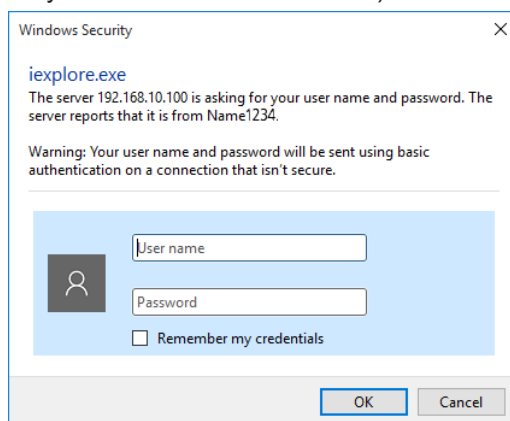 Windows Security
iexplore.exe
The server 192.168.10.100 is asking for your user name and password. The
server reports that it is from Name1234.
Warning: Your user name and password will be sent using basic
authentication on a connection that isn't secure.
User name
Password
Remember my credentials
OK Cancel